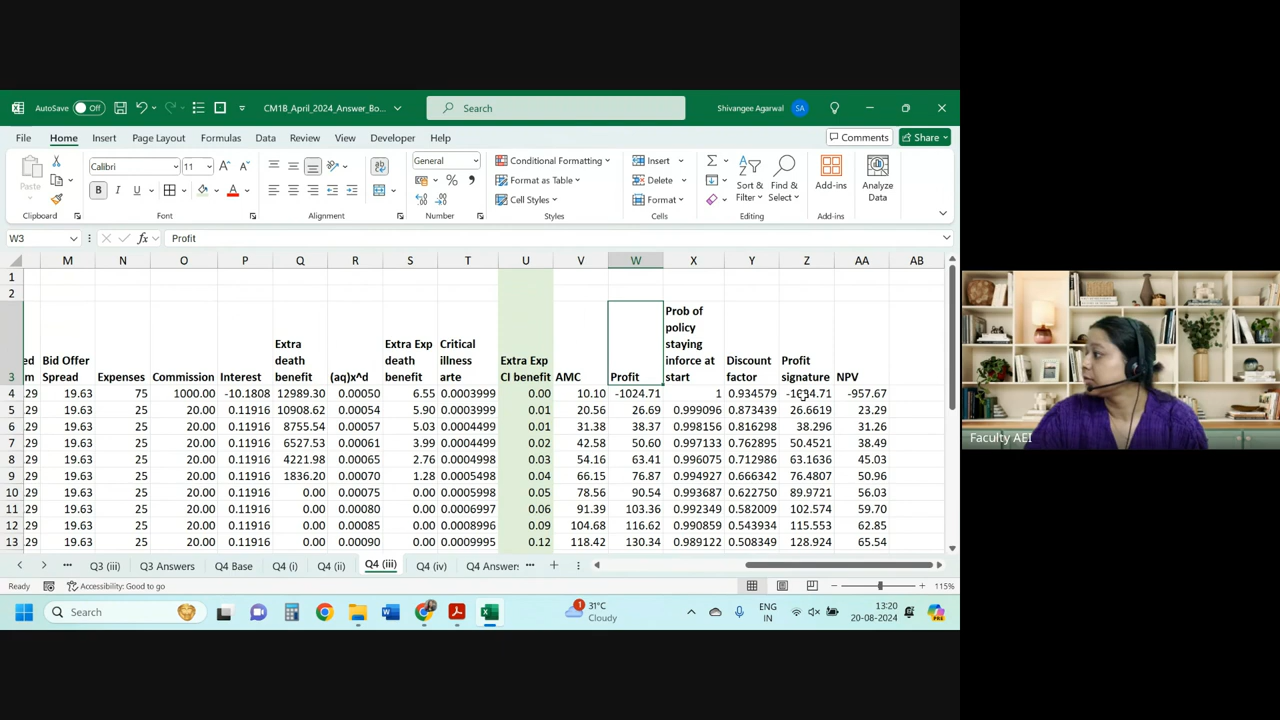 AutoSave Off CM1B_April_2024_Answer_Bo... Search Shivangee Agarwal SA
File Home Insert Page Layout Formulas Data Review View Developer Help Comments Share
Paste Calibri 11 General Conditional Formatting Insert
Format as Table Delete Sort & Filter Find & Select Add-ins Analyze Data
Cell Styles Format
Clipboard Font Alignment Number Styles Cells Editing Add-ins
W3 fx Profit
M N O P Q R S T U V W X Y Z AA AB
1
2
3 ed m Bid Offer Spread Expenses Commission Interest Extra death benefit (aq)x^d Extra Exp death benefit Critical illness arte Extra Exp CI benefit AMC Profit Prob of policy staying inforce at start Discount factor Profit signature NPV
4 29 19.63 75 1000.00 -10.1808 12989.30 0.00050 6.55 0.0003999 0.00 10.10 -1024.71 1 0.934579 -957.67
5 29 19.63 25 20.00 0.11916 10908.62 0.00054 5.90 0.0003999 0.01 20.56 26.69 0.999096 0.873439 26.6619 23.29
6 29 19.63 25 20.00 0.11916 8755.54 0.00057 5.03 0.0004499 0.01 31.38 38.37 0.998156 0.816298 38.296 31.26
7 29 19.63 25 20.00 0.11916 6527.53 0.00061 3.99 0.0004499 0.02 42.58 50.60 0.997133 0.762895 50.4521 38.49
8 29 19.63 25 20.00 0.11916 4221.98 0.00065 2.76 0.0004998 0.03 54.16 63.41 0.996075 0.712986 63.1636 45.03
9 29 19.63 25 20.00 0.11916 1836.20 0.00070 1.28 0.0005498 0.04 66.15 76.87 0.994927 0.666342 76.4807 50.96
10 29 19.63 25 20.00 0.11916 0.00 0.00075 0.00 0.0005998 0.05 78.56 90.54 0.993687 0.622750 89.9721 56.03
11 29 19.63 25 20.00 0.11916 0.00 0.00080 0.00 0.0006997 0.06 91.39 103.36 0.992349 0.582009 102.574 59.70
12 29 19.63 25 20.00 0.11916 0.00 0.00085 0.00 0.0008996 0.09 104.68 116.62 0.990859 0.543934 115.553 62.85
13 29 19.63 25 20.00 0.11916 0.00 0.00090 0.00 0.0009995 0.12 118.42 130.34 0.989122 0.508349 128.924 65.54
Q3 (iii) Q3 Answers Q4 Base Q4 (i) Q4 (ii) Q4 (iii) Q4 (iv) Q4 Answer:
Ready Accessibility: Good to go 115%
Search 1 31°C Cloudy ENG IN 13:20 20-08-2024
Faculty AEI